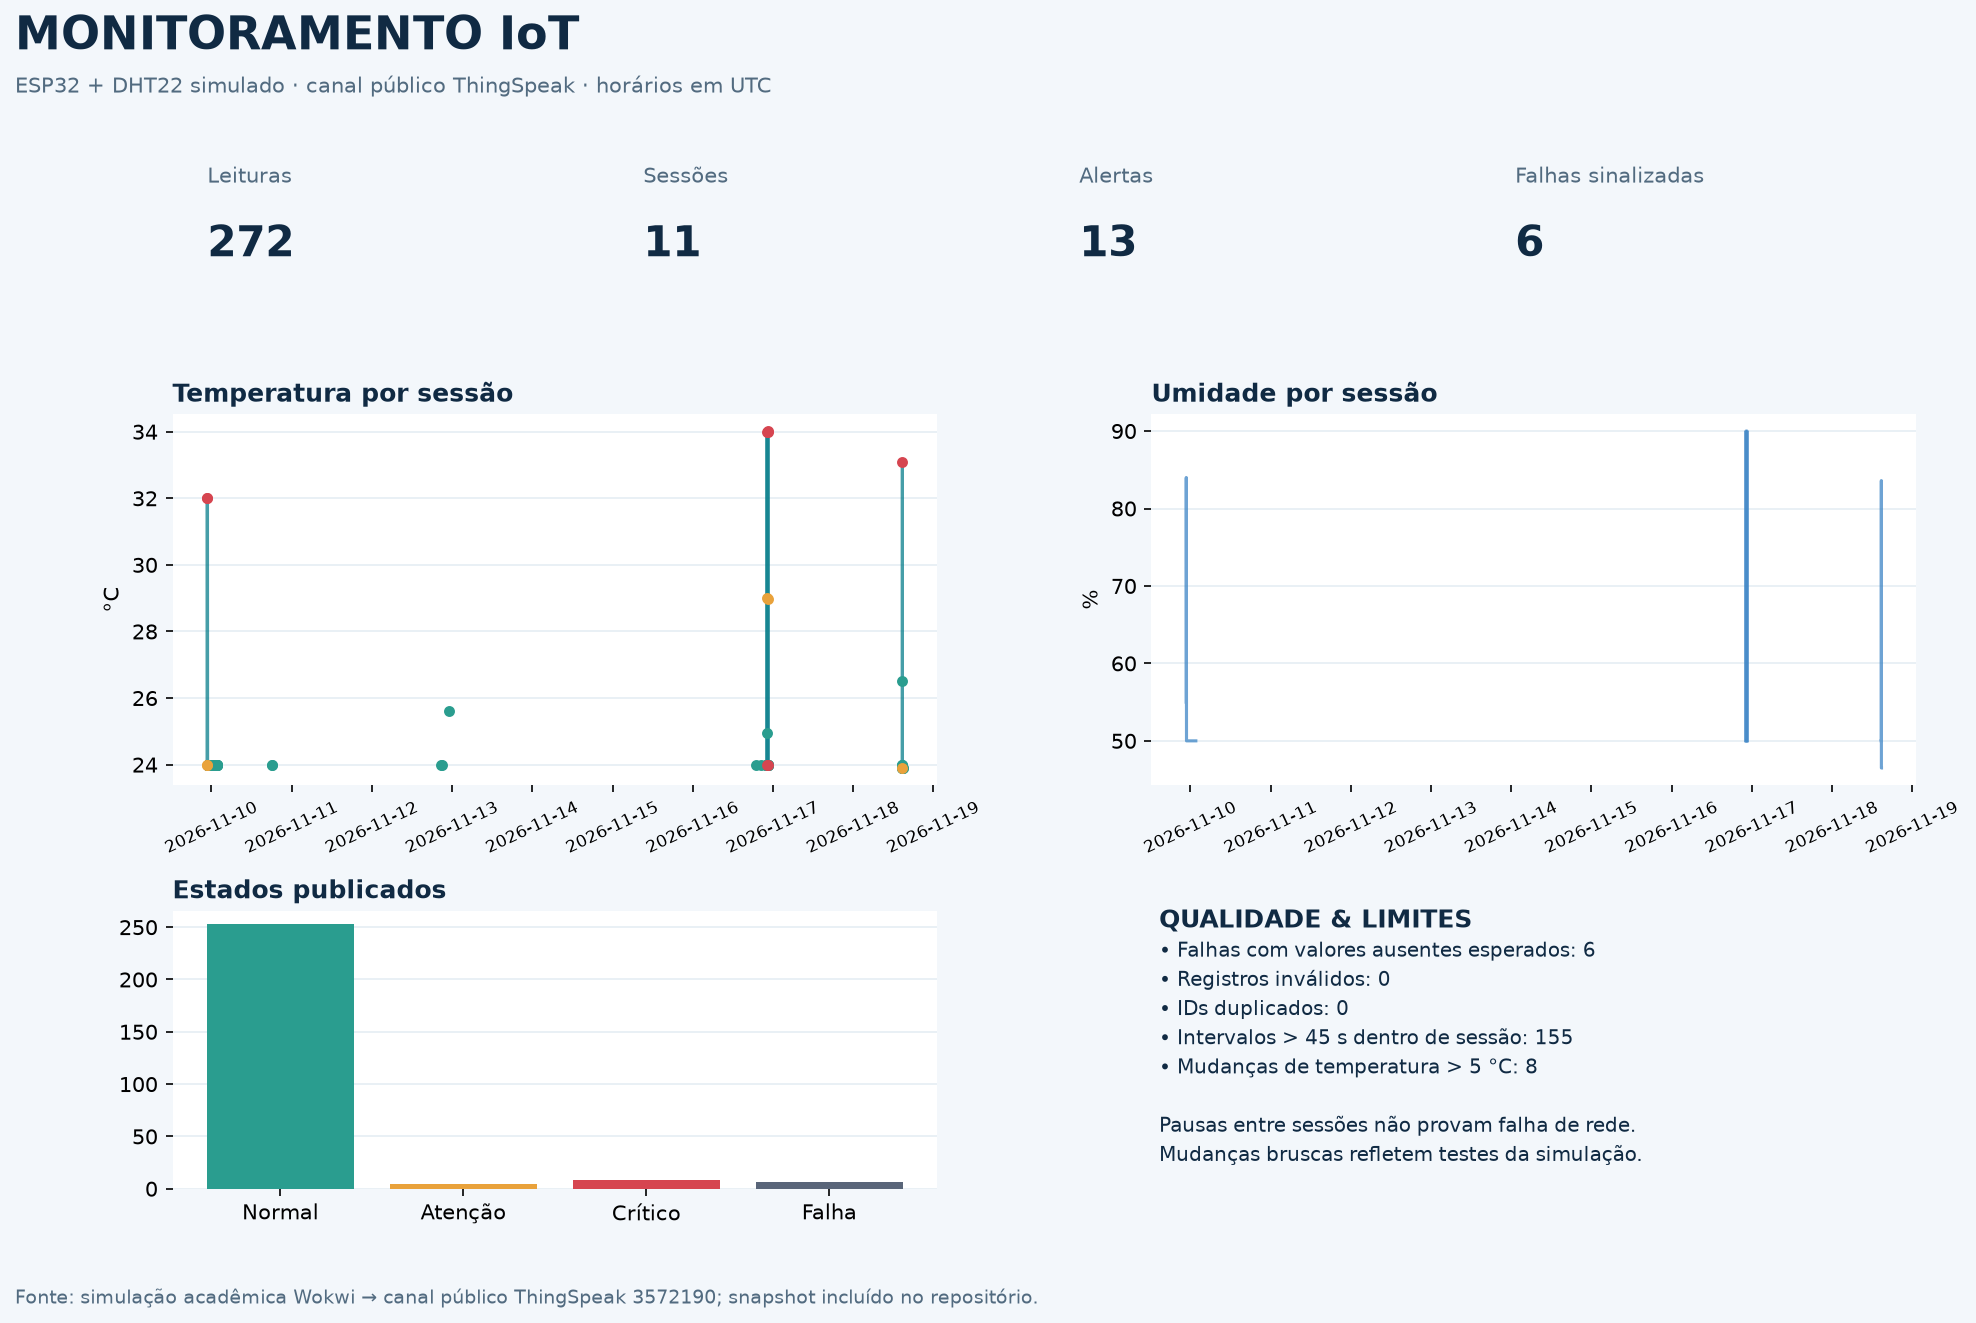 MONITORAMENTO IoT
ESP32 + DHT22 simulado · canal público ThingSpeak · horários em UTC
Leituras
272
Sessões
11
Alertas
13
Falhas sinalizadas
6
Temperatura por sessão
34
32
30
28
26
24
°C
2026-11-10
2026-11-11
2026-11-12
2026-11-13
2026-11-14
2026-11-15
2026-11-16
2026-11-17
2026-11-18
2026-11-19
Umidade por sessão
90
80
70
60
50
%
2026-11-10
2026-11-11
2026-11-12
2026-11-13
2026-11-14
2026-11-15
2026-11-16
2026-11-17
2026-11-18
2026-11-19
Estados publicados
250
200
150
100
50
0
Normal
Atenção
Crítico
Falha
QUALIDADE & LIMITES
• Falhas com valores ausentes esperados: 6
• Registros inválidos: 0
• IDs duplicados: 0
• Intervalos > 45 s dentro de sessão: 155
• Mudanças de temperatura > 5 °C: 8
Pausas entre sessões não provam falha de rede.
Mudanças bruscas refletem testes da simulação.
Fonte: simulação acadêmica Wokwi → canal público ThingSpeak 3572190; snapshot incluído no repositório.